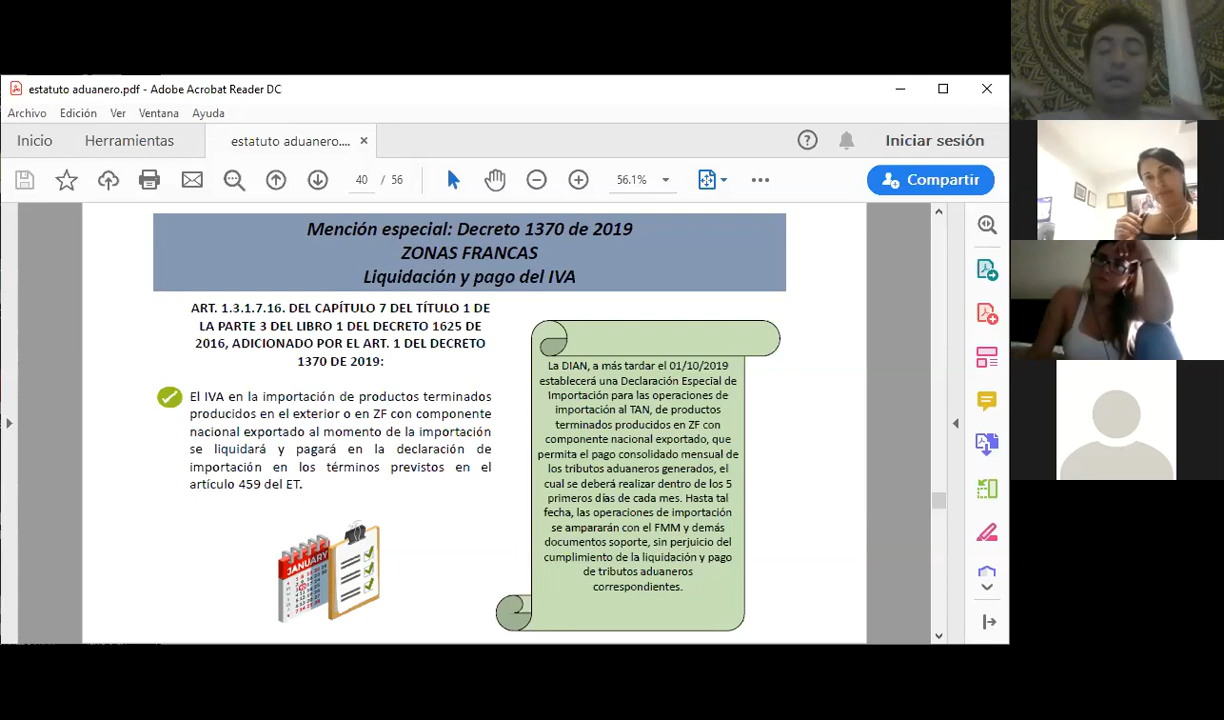 estatuto aduanero.pdf - Adobe Acrobat Reader DC
Archivo Edición Ver Ventana Ayuda
Inicio Herramientas estatuto aduanero.... Iniciar sesión
40 / 56 56.1% Compartir
Mención especial: Decreto 1370 de 2019
ZONAS FRANCAS
Liquidación y pago del IVA
ART. 1.3.1.7.16. DEL CAPÍTULO 7 DEL TÍTULO 1 DE
LA PARTE 3 DEL LIBRO 1 DEL DECRETO 1625 DE
2016, ADICIONADO POR EL ART. 1 DEL DECRETO
1370 DE 2019:
El IVA en la importación de productos terminados
producidos en el exterior o en ZF con componente
nacional exportado al momento de la importación
se liquidará y pagará en la declaración de
importación en los términos previstos en el
artículo 459 del ET.
JANUARY
La DIAN, a más tardar el 01/10/2019
establecerá una Declaración Especial de
Importación para las operaciones de
importación al TAN, de productos
terminados producidos en ZF con
componente nacional exportado, que
permita el pago consolidado mensual de
los tributos aduaneros generados, el
cual se deberá realizar dentro de los 5
primeros días de cada mes. Hasta tal
fecha, las operaciones de importación
se ampararán con el FMM y demás
documentos soporte, sin perjuicio del
cumplimiento de la liquidación y pago
de tributos aduaneros
correspondientes.